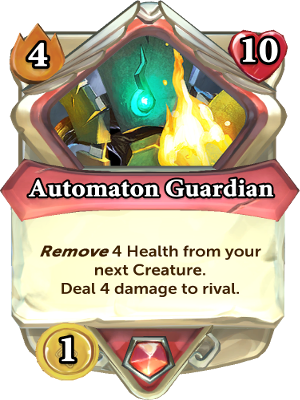 4
10
Automaton Guardian
Remove 4 Health from your
next Creature.
Deal 4 damage to rival.
1